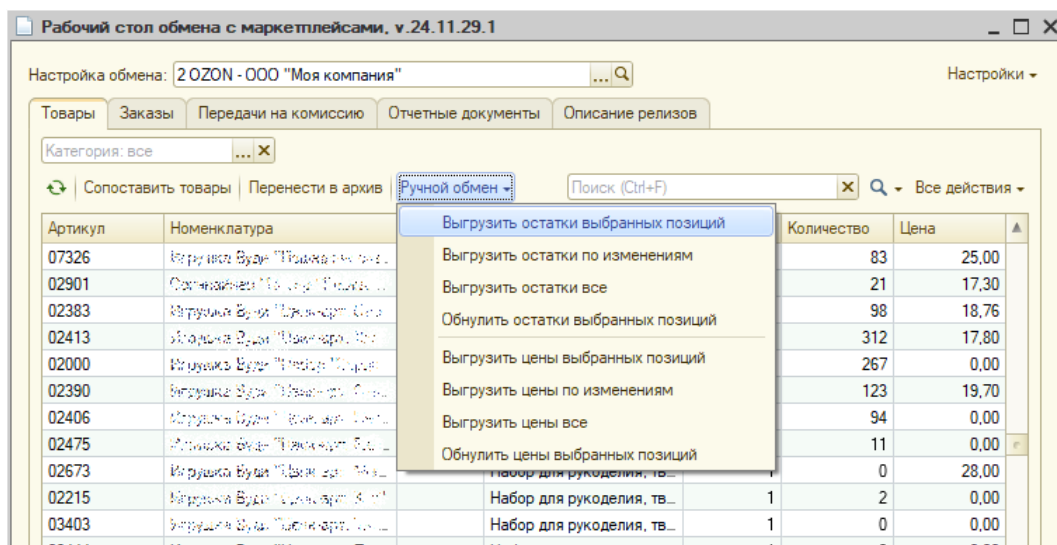 Рабочий стол обмена с маркетплейсами, v.24.11.29.1
Настройка обмена: 2 OZON - ООО "Моя компания" ...
Настройки
Товары Заказы Передачи на комиссию Отчетные документы Описание релизов
Категория: все ...
Сопоставить товары Перенести в архив Ручной обмен Поиск (Ctrl+F) Все действия
Артикул Номенклатура Количество Цена
Выгрузить остатки выбранных позиций
Выгрузить остатки по изменениям
Выгрузить остатки все
Обнулить остатки выбранных позиций
Выгрузить цены выбранных позиций
Выгрузить цены по изменениям
Выгрузить цены все
Обнулить цены выбранных позиций
07326 83 25,00
02901 21 17,30
02383 98 18,76
02413 312 17,80
02000 267 0,00
02390 123 19,70
02406 94 0,00
02475 11 0,00
02673 Набор для рукоделия, тв... 1 0 28,00
02215 Набор для рукоделия, тв... 1 2 0,00
03403 Набор для рукоделия, тв... 1 0 0,00